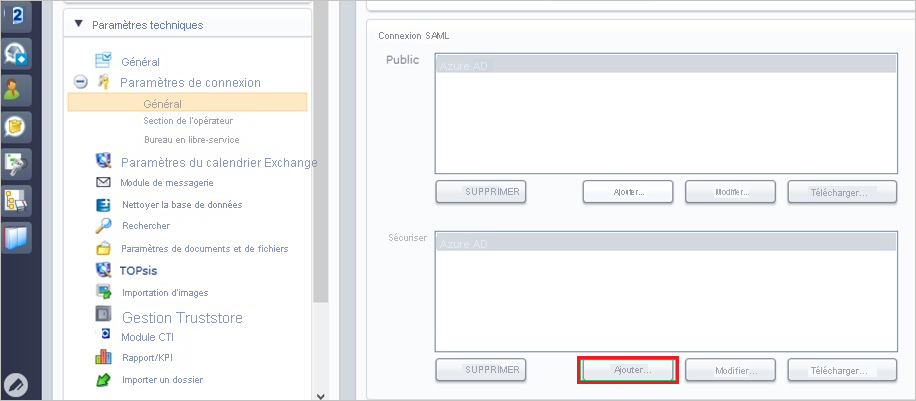 Paramètres techniques
Général
Paramètres de connexion
Général
Section de l'opérateur
Bureau en libre-service
Paramètres du calendrier Exchange
Module de messagerie
Nettoyer la base de données
Rechercher
Paramètres de documents et de fichiers
TOPsis
Importation d'images
Gestion Truststore
Module CTI
Rapport/KPI
Importer un dossier
Connexion SAML
Public
Azure AD
SUPPRIMER
Ajouter...
Modifier...
Télécharger...
Sécuriser
Azure AD
SUPPRIMER
Ajouter...
Modifier...
Télécharger...